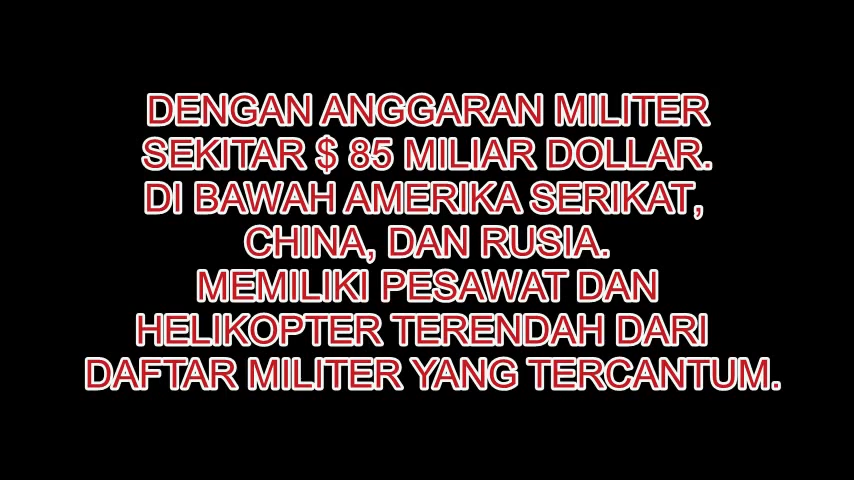 DENGAN ANGGARAN MILITER
SEKITAR $ 85 MILIAR DOLLAR.
DI BAWAH AMERIKA SERIKAT,
CHINA, DAN RUSIA.
MEMILIKI PESAWAT DAN
HELIKOPTER TERENDAH DARI
DAFTAR MILITER YANG TERCANTUM.